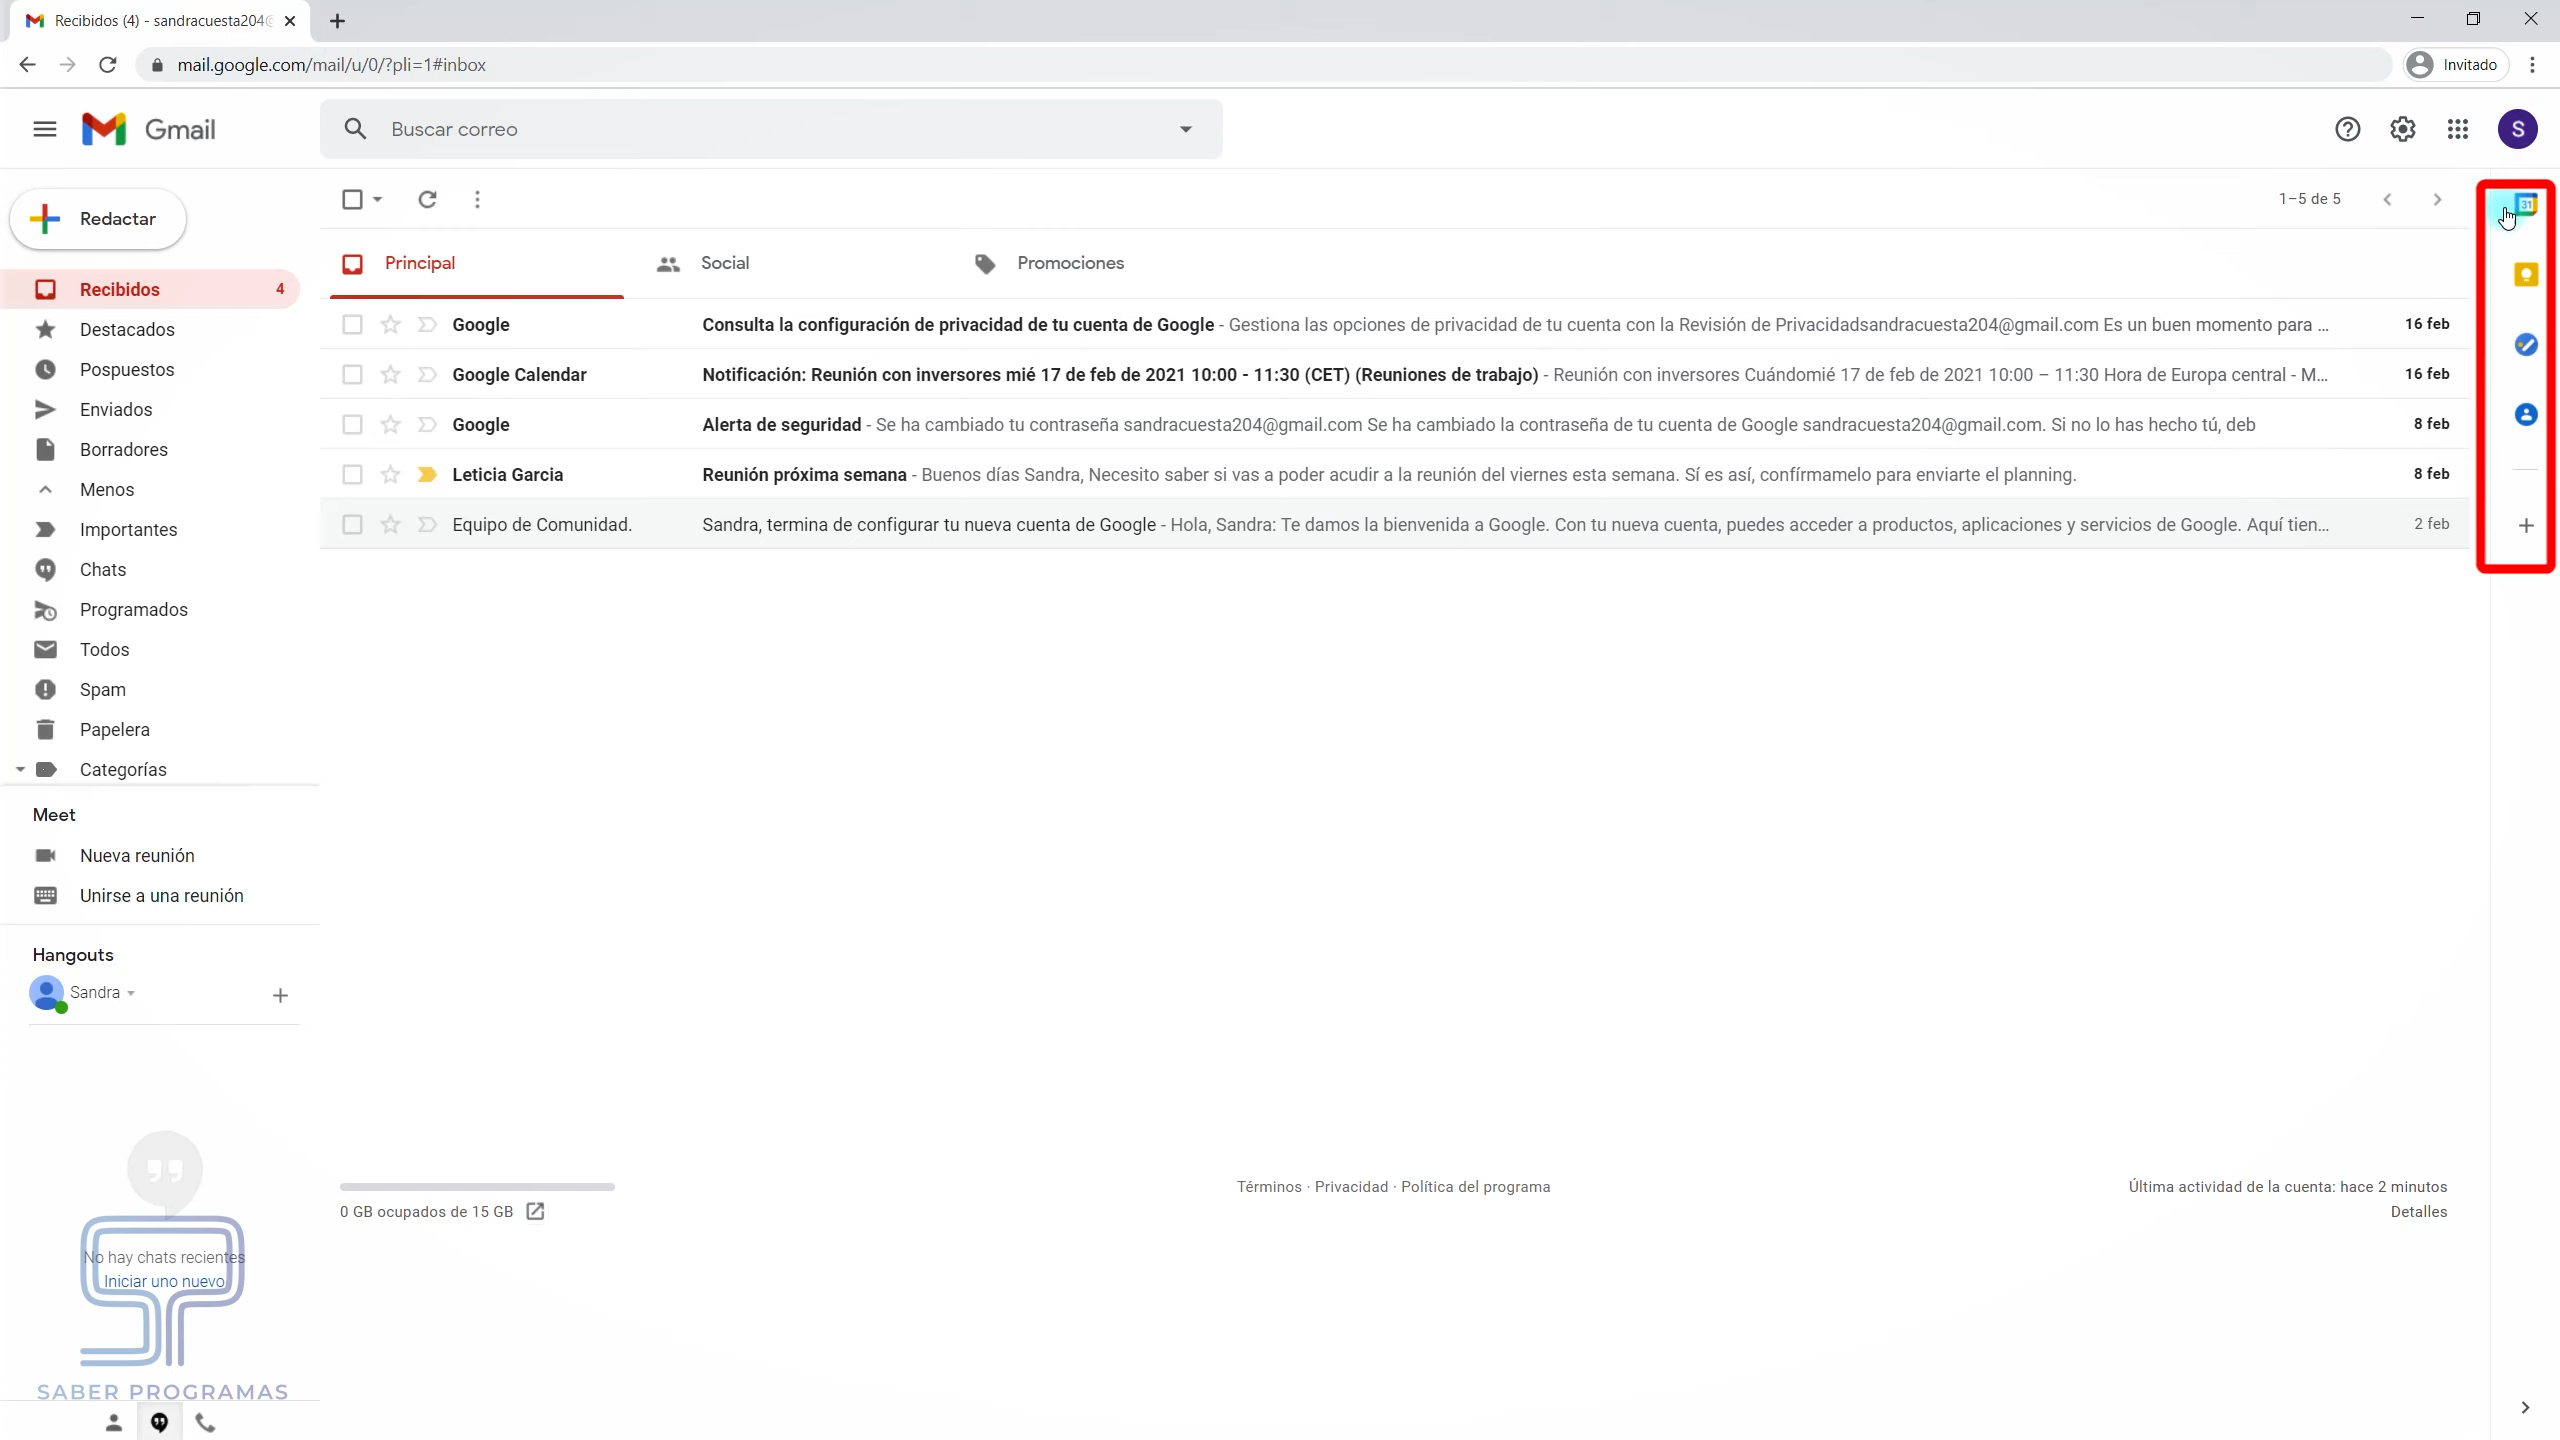 Recibidos (4) - sandracuesta204@
mail.google.com/mail/u/0/?pli=1#inbox
Invitado
Gmail
Buscar correo
S
Redactar
1–5 de 5
31
Principal
Social
Promociones
Recibidos 4
Destacados
Pospuestos
Enviados
Borradores
Menos
Importantes
Chats
Programados
Todos
Spam
Papelera
Categorías
Google Consulta la configuración de privacidad de tu cuenta de Google - Gestiona las opciones de privacidad de tu cuenta con la Revisión de Privacidadsandracuesta204@gmail.com Es un buen momento para ... 16 feb
Google Calendar Notificación: Reunión con inversores mié 17 de feb de 2021 10:00 - 11:30 (CET) (Reuniones de trabajo) - Reunión con inversores Cuándomié 17 de feb de 2021 10:00 – 11:30 Hora de Europa central - M... 16 feb
Google Alerta de seguridad - Se ha cambiado tu contraseña sandracuesta204@gmail.com Se ha cambiado la contraseña de tu cuenta de Google sandracuesta204@gmail.com. Si no lo has hecho tú, deb 8 feb
Leticia Garcia Reunión próxima semana - Buenos días Sandra, Necesito saber si vas a poder acudir a la reunión del viernes esta semana. Sí es así, confírmamelo para enviarte el planning. 8 feb
Equipo de Comunidad. Sandra, termina de configurar tu nueva cuenta de Google - Hola, Sandra: Te damos la bienvenida a Google. Con tu nueva cuenta, puedes acceder a productos, aplicaciones y servicios de Google. Aquí tien... 2 feb
Meet
Nueva reunión
Unirse a una reunión
Hangouts
Sandra
No hay chats recientes
Iniciar uno nuevo
SABER PROGRAMAS
0 GB ocupados de 15 GB
Términos · Privacidad · Política del programa
Última actividad de la cuenta: hace 2 minutos
Detalles